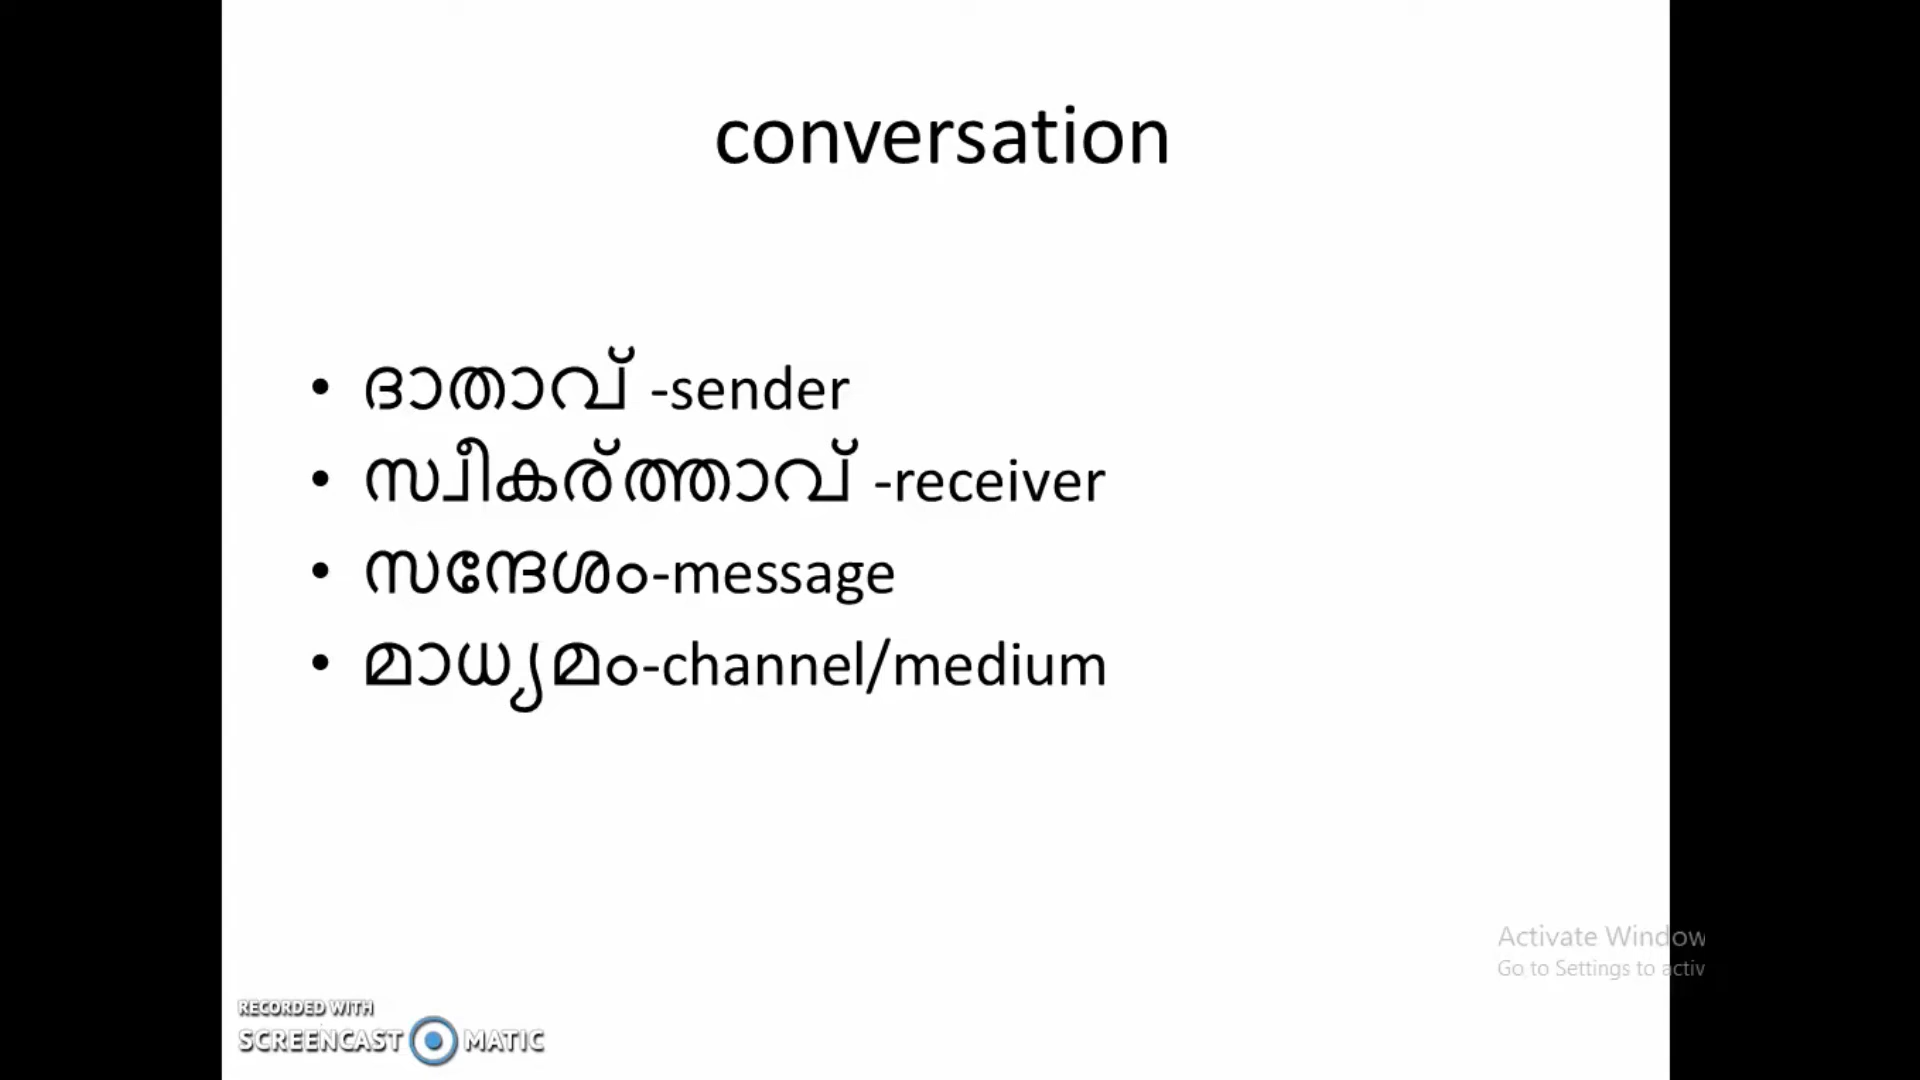 conversation
• ദാതാവ് -sender
• സ്വീകര്ത്താവ് -receiver
• സന്ദേശം-message
• മാധ്യമം-channel/medium
Activate Window
Go to Settings to activ
RECORDED WITH
SCREENCAST MATIC